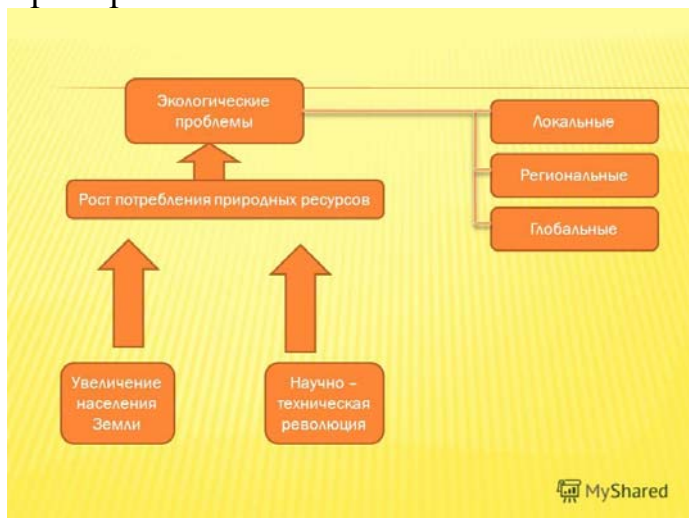 Экологические
проблемы
Локальные
Региональные
Глобальные
Рост потребления природных ресурсов
Увеличение
населения
Земли
Научно –
техническая
революция
MyShared